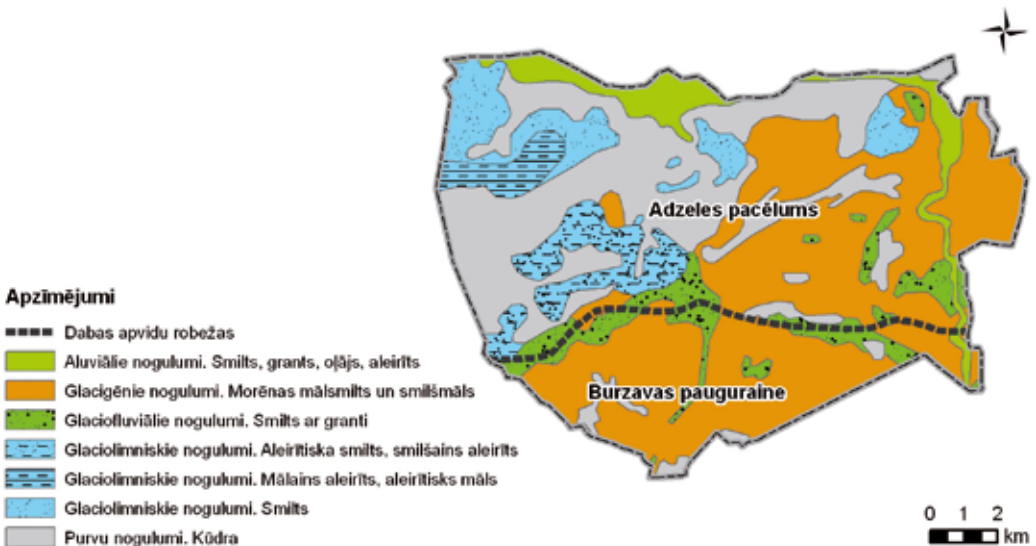 Adzeles pacēlums
Burzavas pauguraine
Apzīmējumi
Dabas apvidu robežas
Aluviālie nogulumi. Smilts, grants, oļājs, aleirīts
Glacigēnie nogulumi. Morēnas mālsmilts un smilšmāls
Glaciofluviālie nogulumi. Smilts ar granti
Glaciolimniskie nogulumi. Aleirītiska smilts, smilšains aleirīts
Glaciolimniskie nogulumi. Mālains aleirīts, aleirītisks māls
Glaciolimniskie nogulumi. Smilts
Purvu nogulumi. Kūdra
0 1 2
km